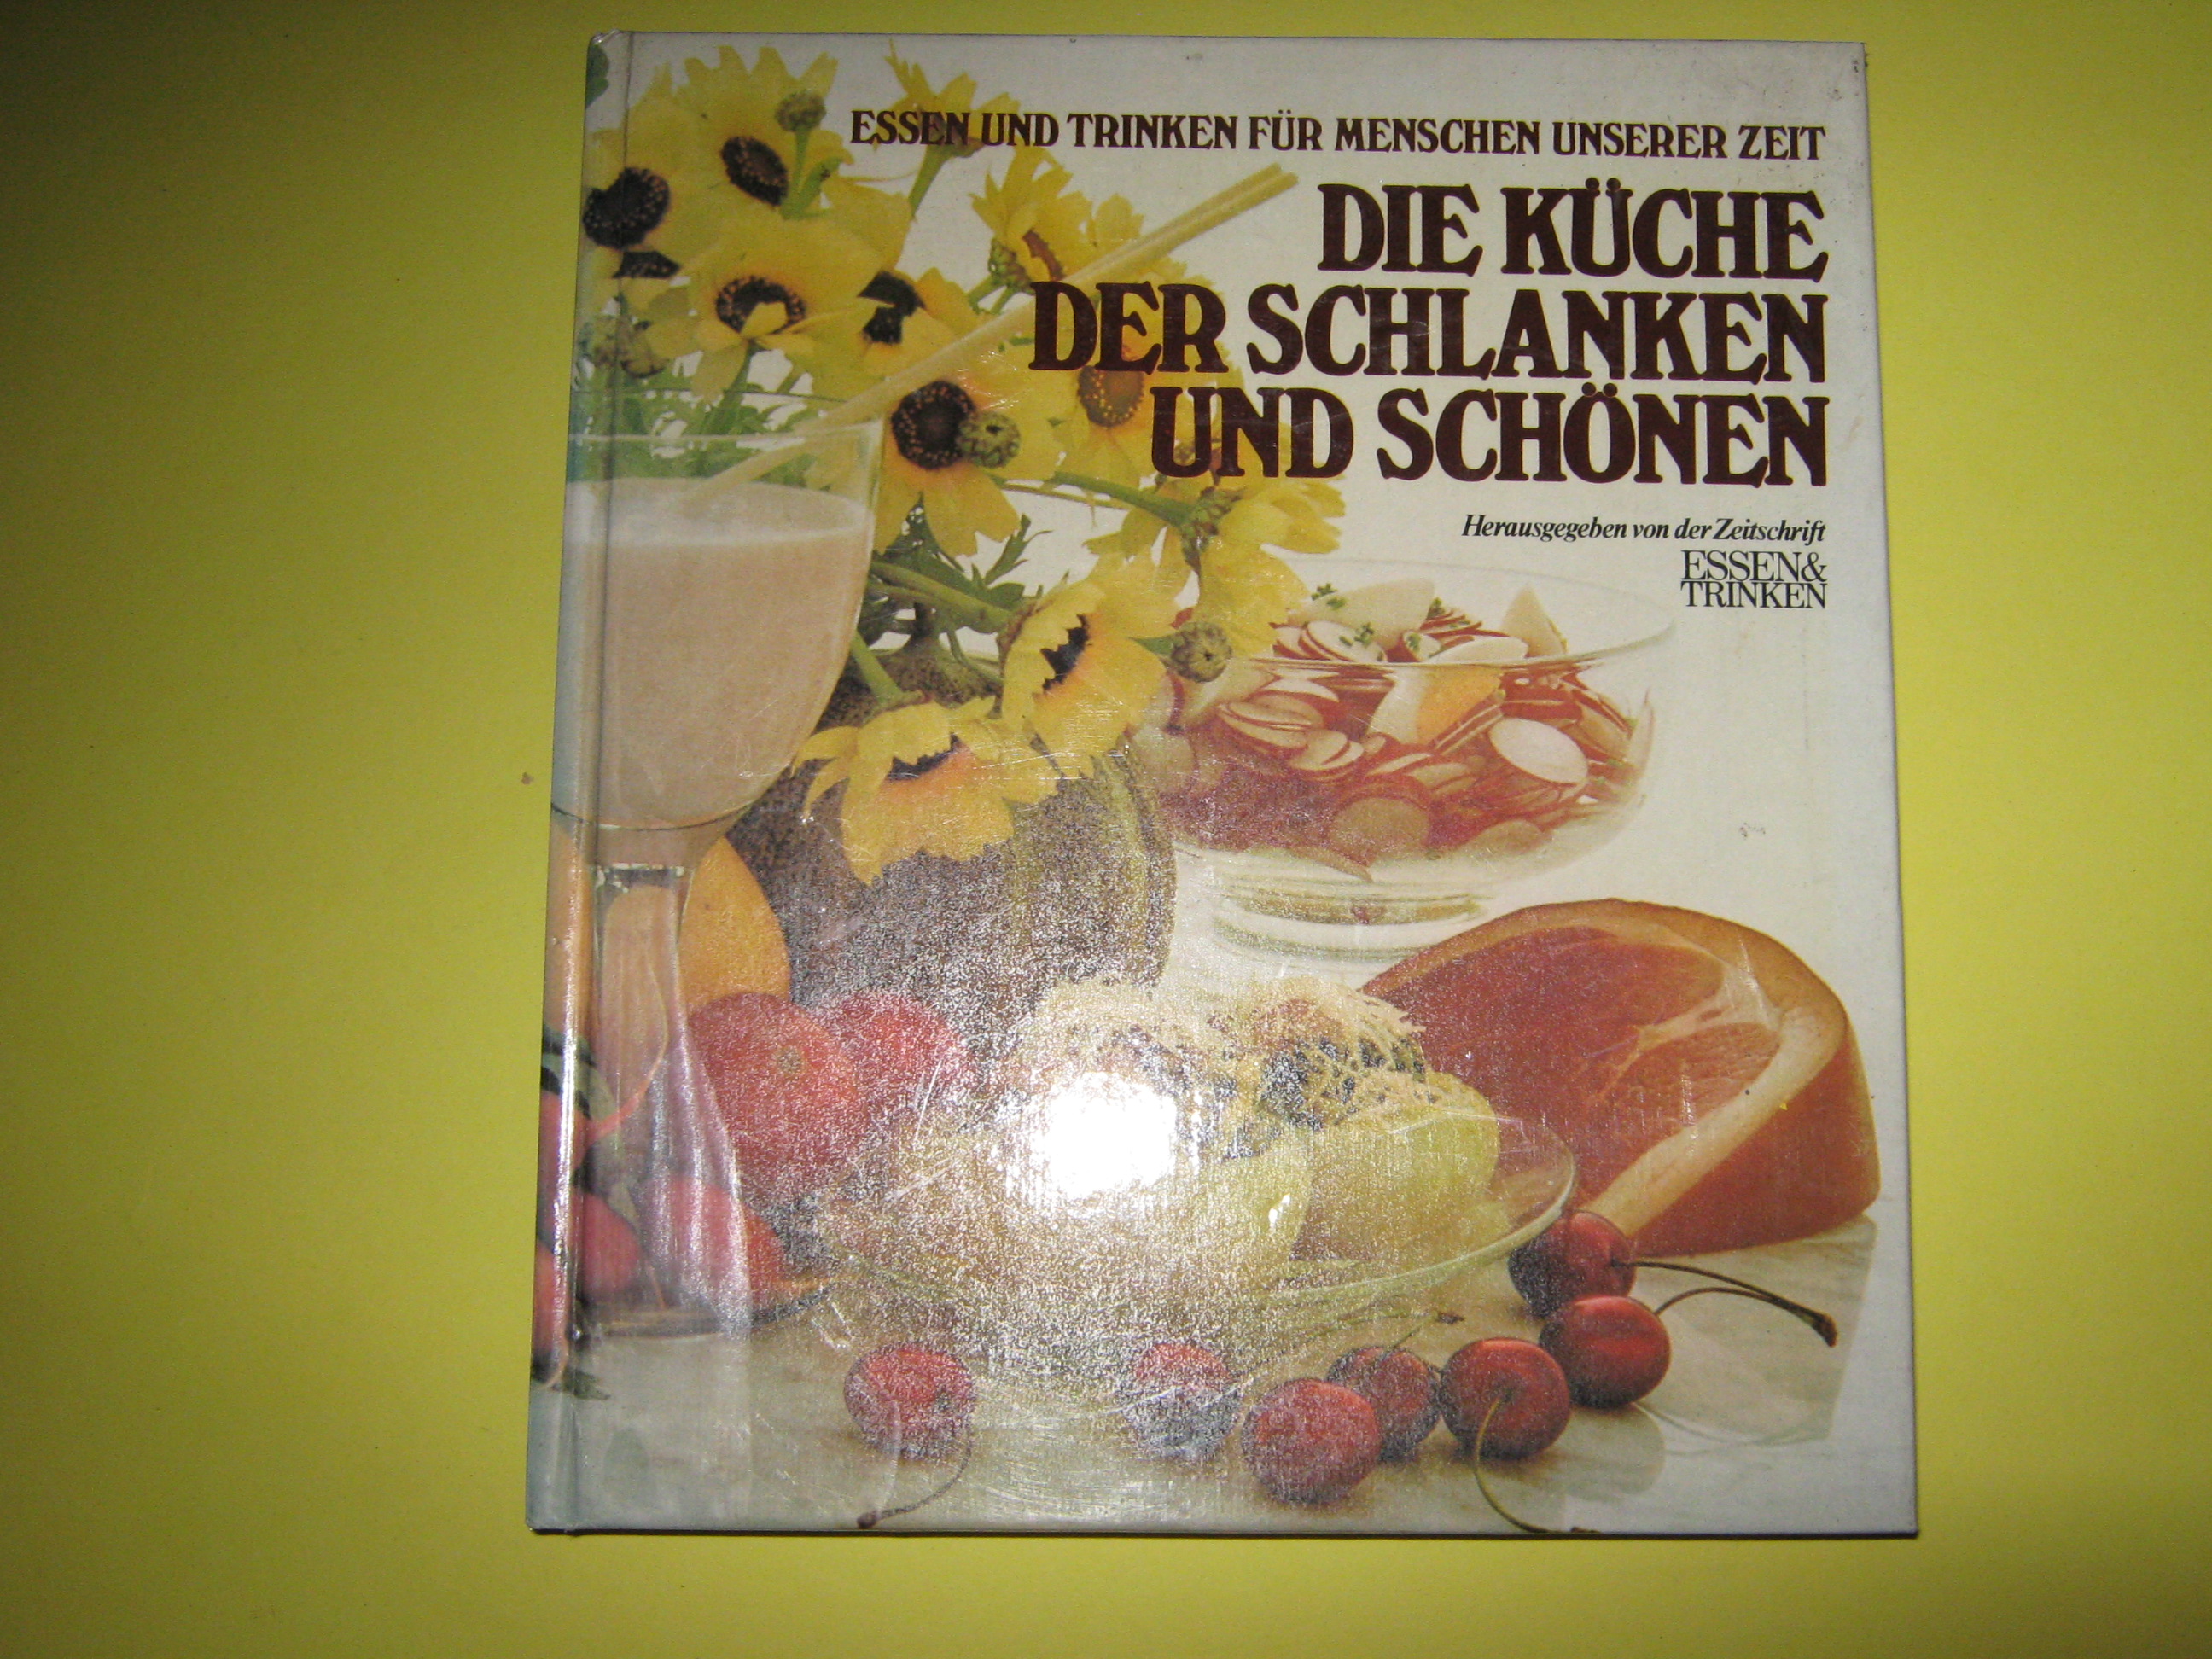 ESSEN UND TRINKEN FÜR MENSCHEN UNSERER ZEIT
DIE KÜCHE
DER SCHLANKEN
UND SCHÖNEN
Herausgegeben von der Zeitschrift
ESSEN&
TRINKEN